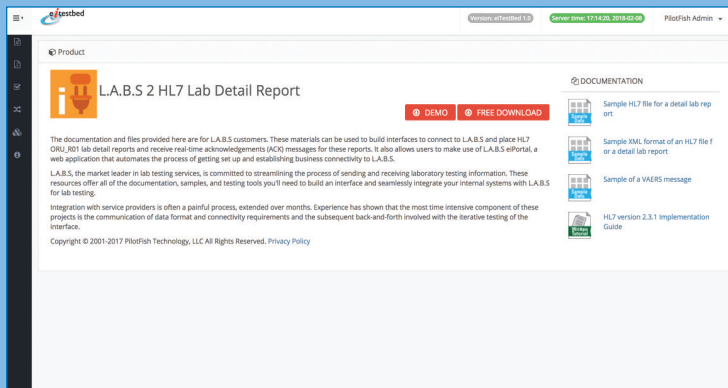 eitestbed
Version: eiTestBed 1.0
Server time: 17:14:20, 2018-02-08
PilotFish Admin
Product
L.A.B.S 2 HL7 Lab Detail Report
DEMO
FREE DOWNLOAD
The documentation and files provided here are for L.A.B.S customers. These materials can be used to build interfaces to connect to L.A.B.S and place HL7
ORU_R01 lab detail reports and receive real-time acknowledgements (ACK) messages for these reports. It also allows users to make use of L.A.B.S eiPortal, a
web application that automates the process of getting set up and establishing business connectivity to L.A.B.S.
L.A.B.S, the market leader in lab testing services, is committed to streamlining the process of sending and receiving laboratory testing information. These
resources offer all of the documentation, samples, and testing tools you'll need to build an interface and seamlessly integrate your internal systems with L.A.B.S
for lab testing.
Integration with service providers is often a painful process, extended over months. Experience has shown that the most time intensive component of these
projects is the communication of data format and connectivity requirements and the subsequent back-and-forth involved with the iterative testing of the
interface.
Copyright © 2001-2017 PilotFish Technology, LLC All Rights Reserved. Privacy Policy
DOCUMENTATION
Sample
Data
Sample HL7 file for a detail lab rep
ort
Sample
Data
Sample XML format of an HL7 file f
or a detail lab report
Sample
Data
Sample of a VAERS message
Tutorial
HL7 version 2.3.1 Implementation
Guide